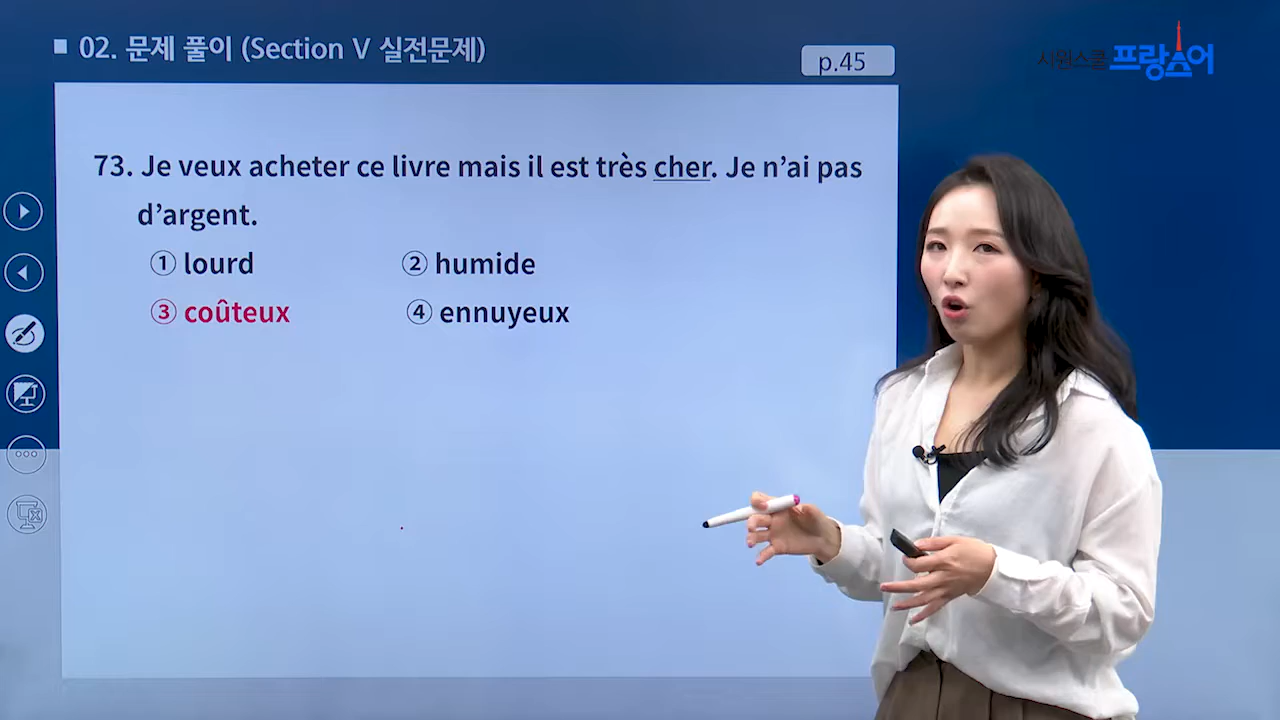 02. 문제 풀이 (Section V 실전문제)
p.45
시원스쿨 프랑스어
73. Je veux acheter ce livre mais il est très cher. Je n’ai pas
d’argent.
① lourd ② humide
③ coûteux ④ ennuyeux